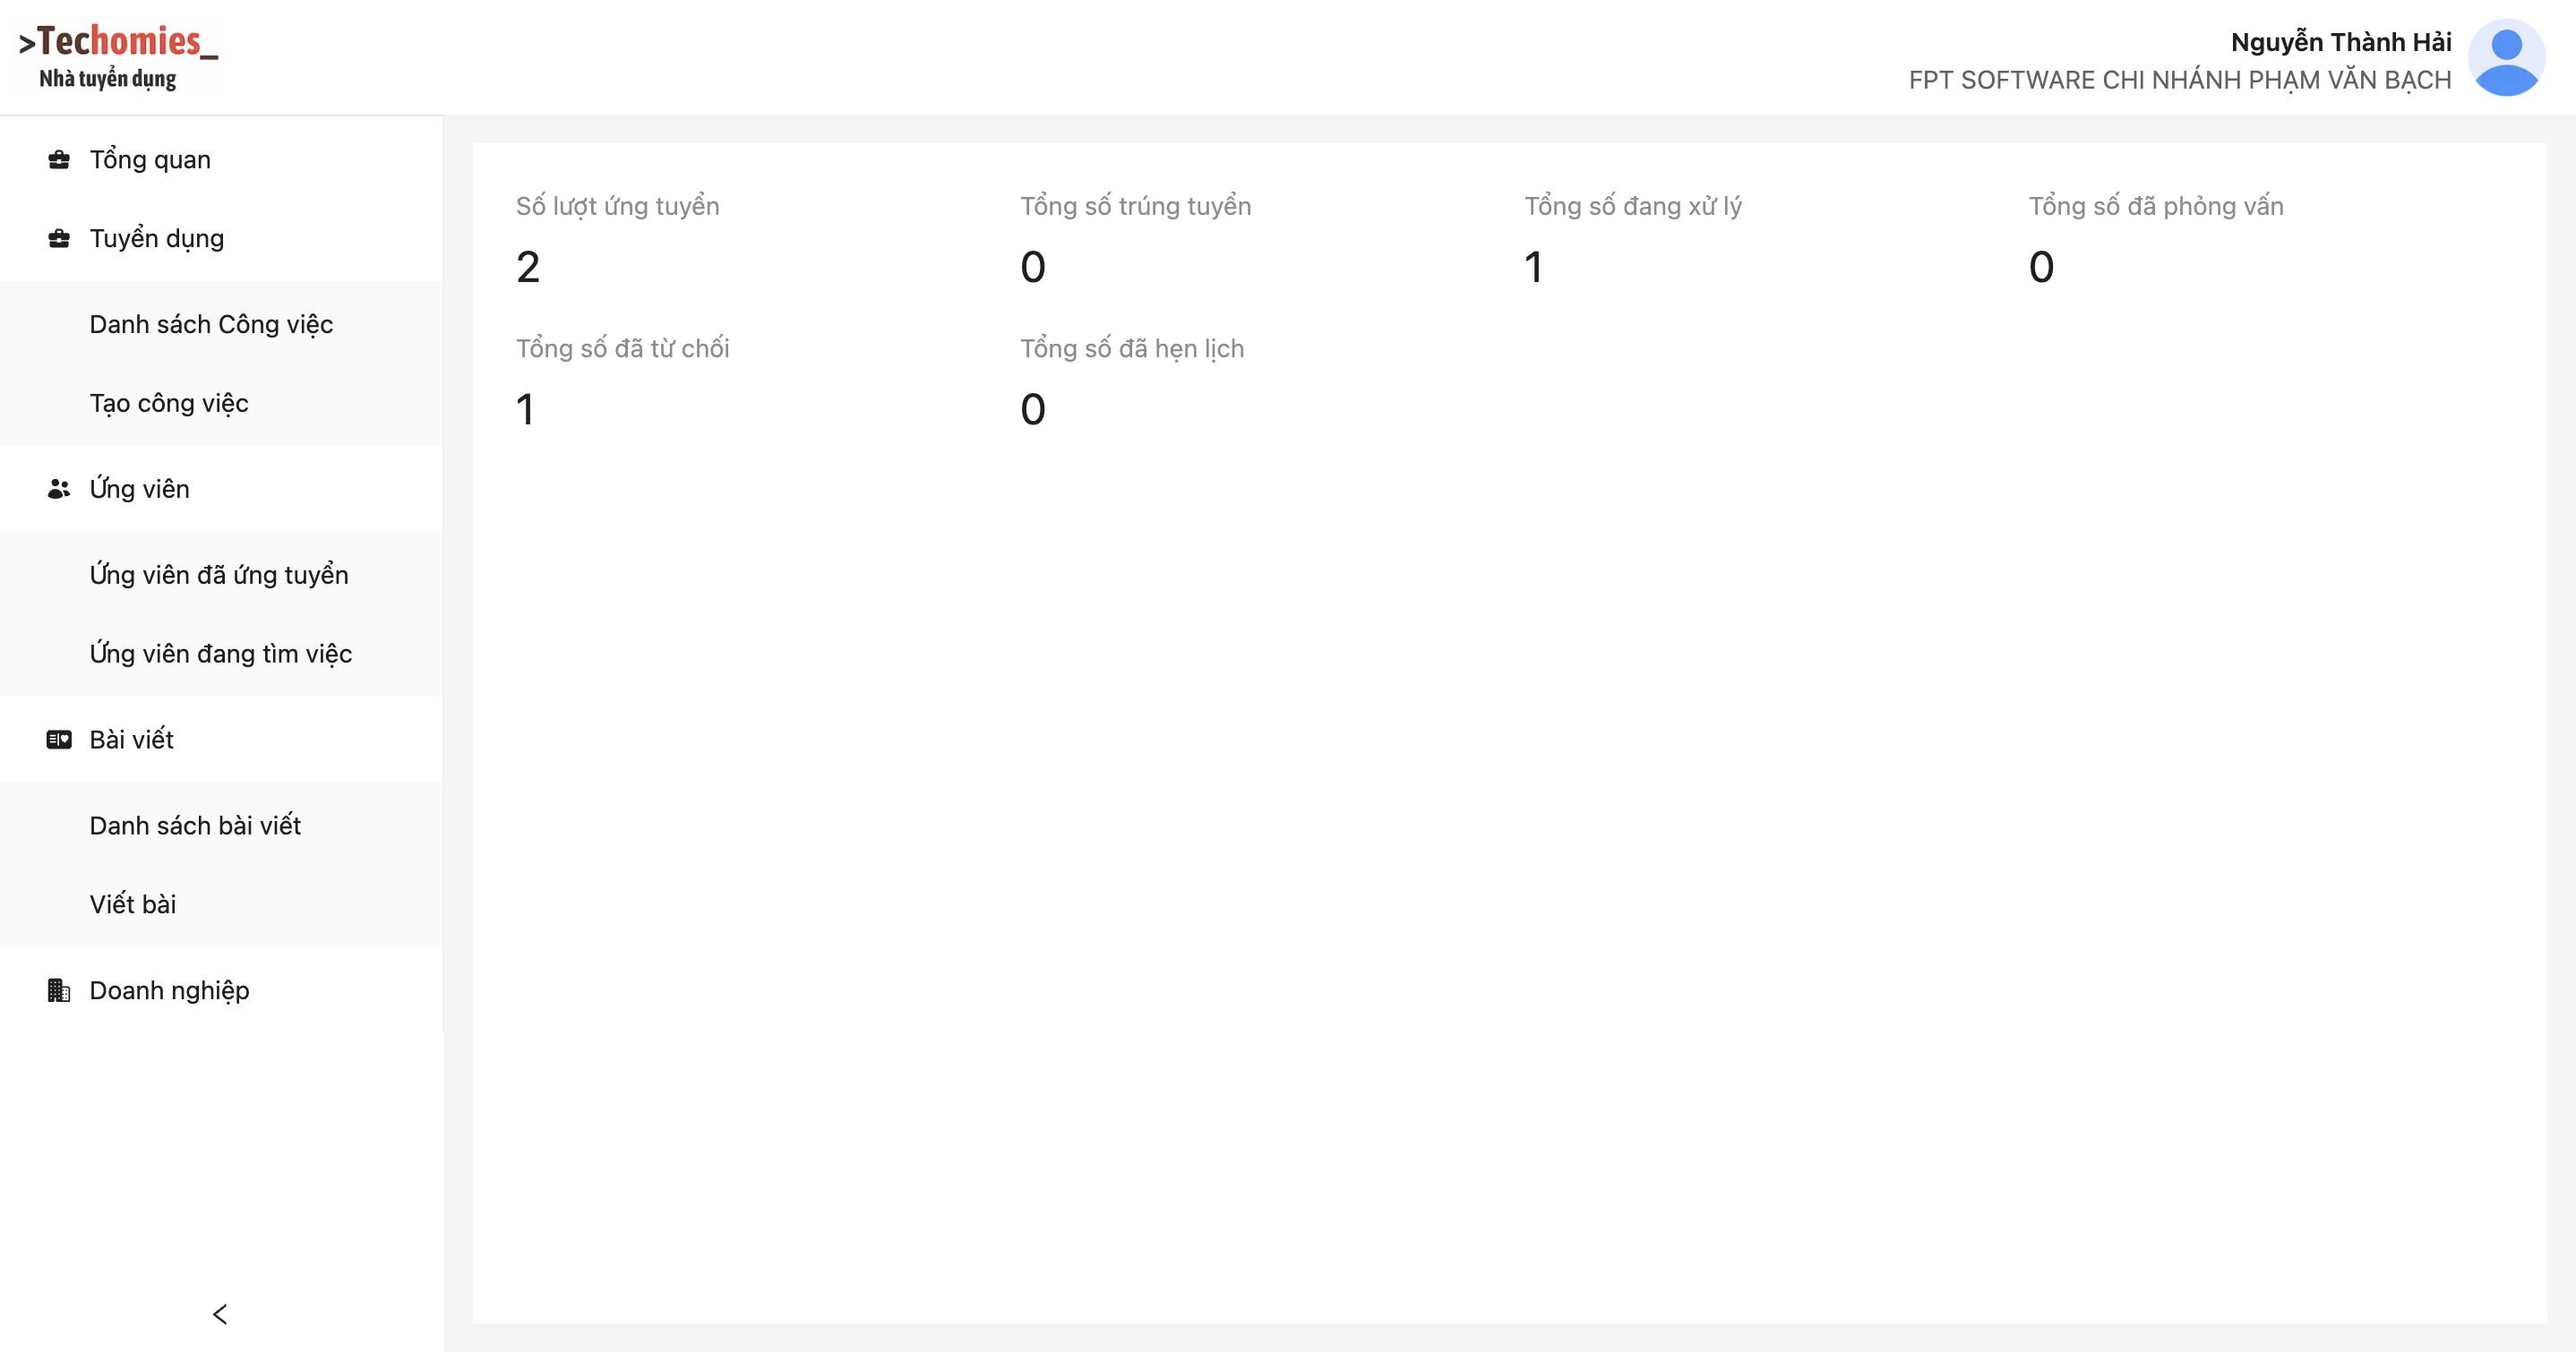 >Techomies_
Nhà tuyển dụng
Nguyễn Thành Hải
FPT SOFTWARE CHI NHÁNH PHẠM VĂN BẠCH
Tổng quan
Tuyển dụng
Danh sách Công việc
Tạo công việc
Ứng viên
Ứng viên đã ứng tuyển
Ứng viên đang tìm việc
Bài viết
Danh sách bài viết
Viết bài
Doanh nghiệp
Số lượt ứng tuyển
2
Tổng số trúng tuyển
0
Tổng số đang xử lý
1
Tổng số đã phỏng vấn
0
Tổng số đã từ chối
1
Tổng số đã hẹn lịch
0